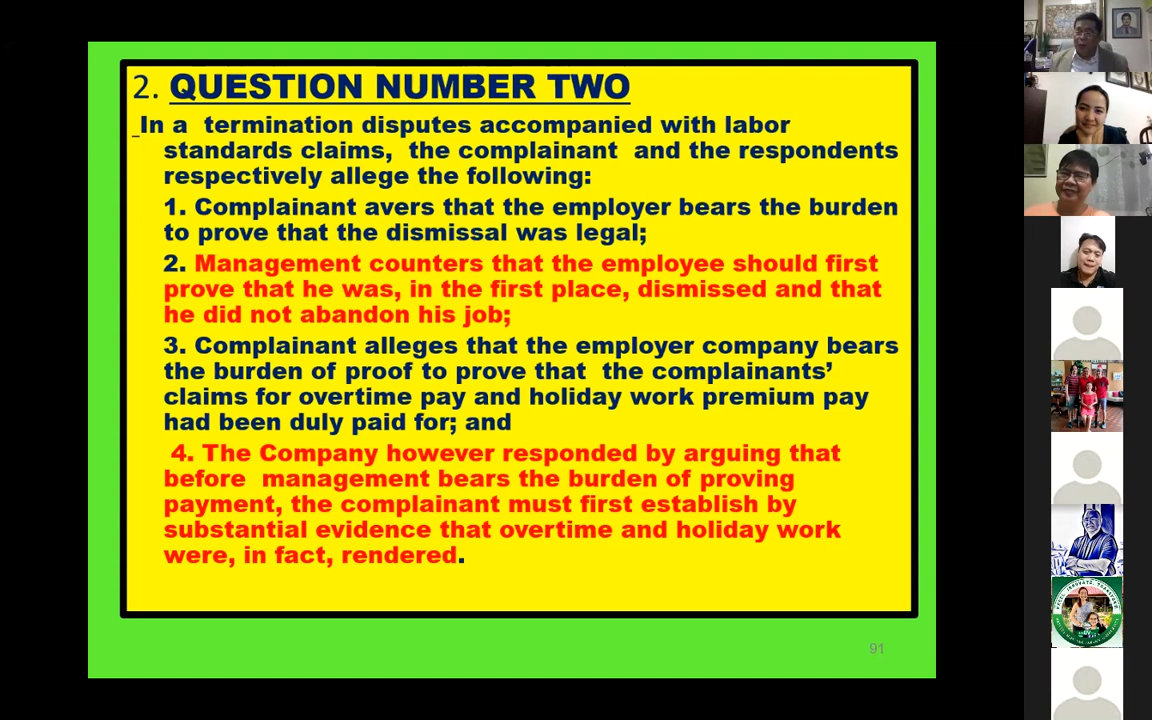 2. QUESTION NUMBER TWO
In a termination disputes accompanied with labor
standards claims, the complainant and the respondents
respectively allege the following:
1. Complainant avers that the employer bears the burden
to prove that the dismissal was legal;
2. Management counters that the employee should first
prove that he was, in the first place, dismissed and that
he did not abandon his job;
3. Complainant alleges that the employer company bears
the burden of proof to prove that the complainants’
claims for overtime pay and holiday work premium pay
had been duly paid for; and
4. The Company however responded by arguing that
before management bears the burden of proving
payment, the complainant must first establish by
substantial evidence that overtime and holiday work
were, in fact, rendered.
91